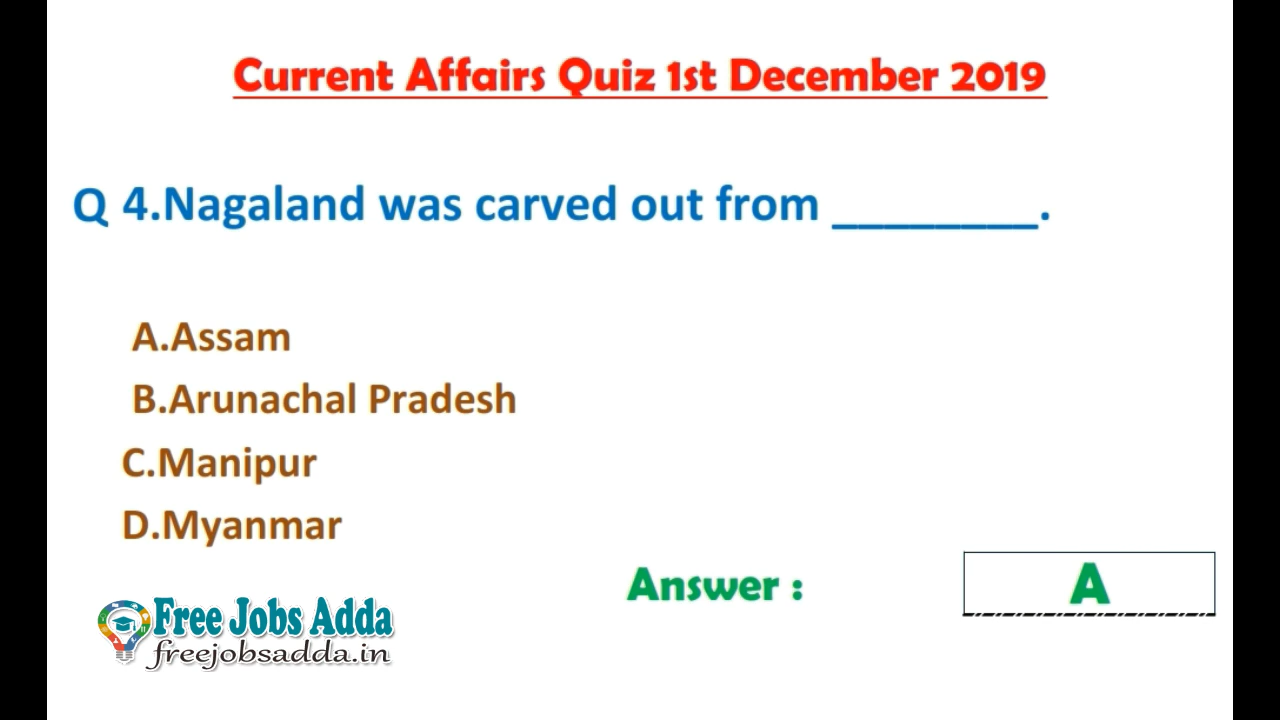 Current Affairs Quiz 1st December 2019
Q 4.Nagaland was carved out from ________.
A.Assam
B.Arunachal Pradesh
C.Manipur
D.Myanmar
Answer : A
Free Jobs Adda
freejobsadda.in